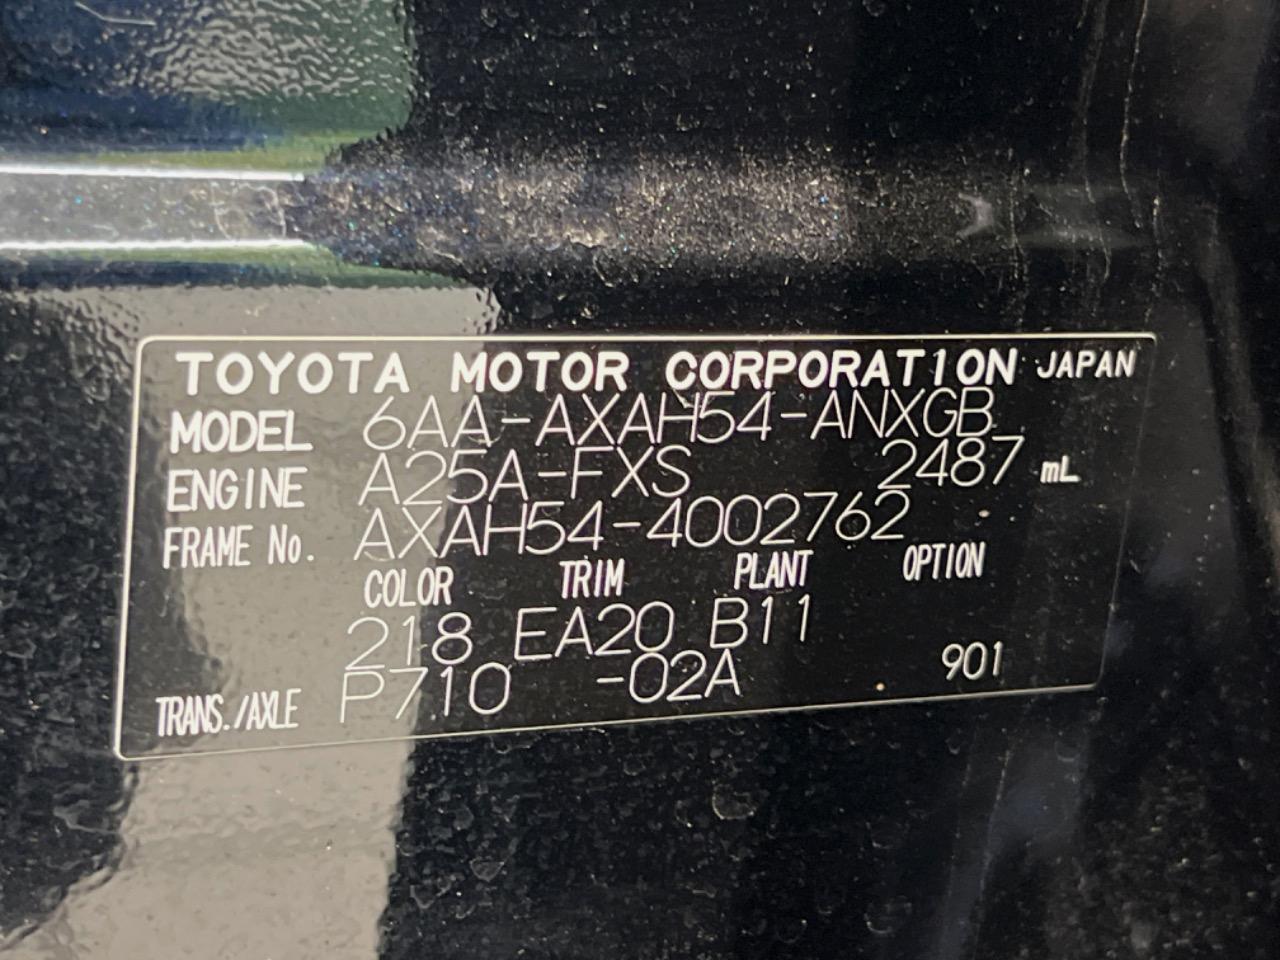 TOYOTA MOTOR CORPORATION JAPAN
MODEL 6AA-AXAH54-ANXGB
ENGINE A25A-FXS 2487 mL
FRAME No. AXAH54-4002762
COLOR TRIM PLANT OPTION
218 EA20 B11
TRANS./AXLE P710 -02A 901